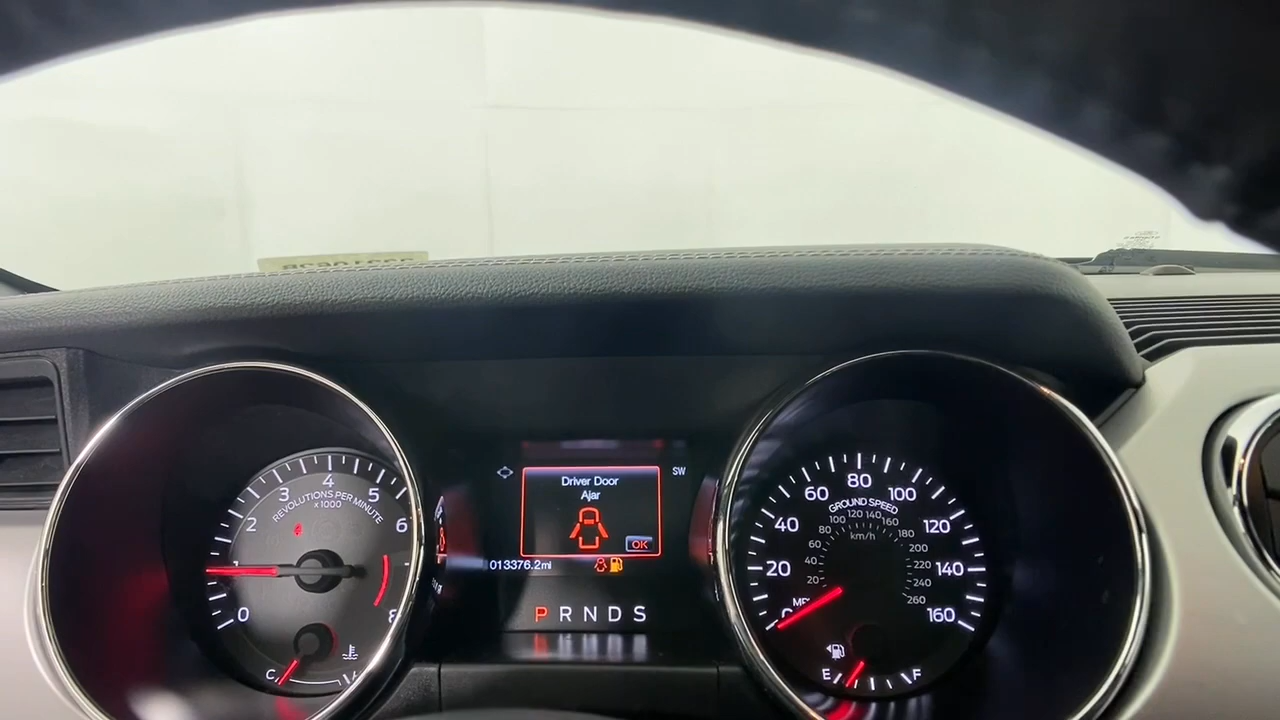 0
2
3
4
5
6
8
REVOLUTIONS PER MINUTE
x1000
C
Driver Door
Ajar
OK
SW
013376.2mi
P R N D S
20
40
60
80
100
120
140
160
GROUND SPEED
km/h
20
40
60
80
100
120
140
160
180
200
220
240
260
E
F